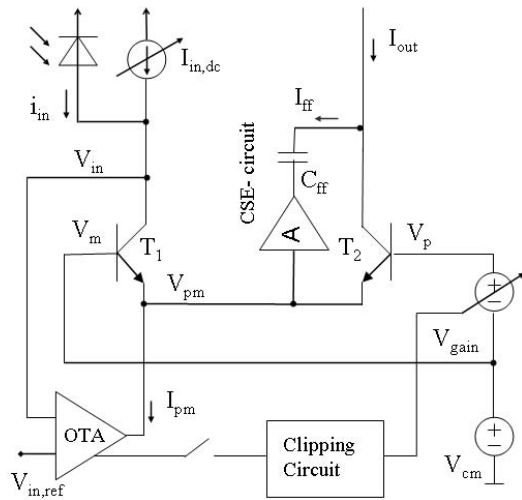 I_in,dc
I_out
i_in
I_ff
V_in
C_ff
CSE- circuit
A
V_m
T_1
T_2
V_p
V_pm
V_gain
I_pm
OTA
Clipping
Circuit
V_in,ref
V_cm